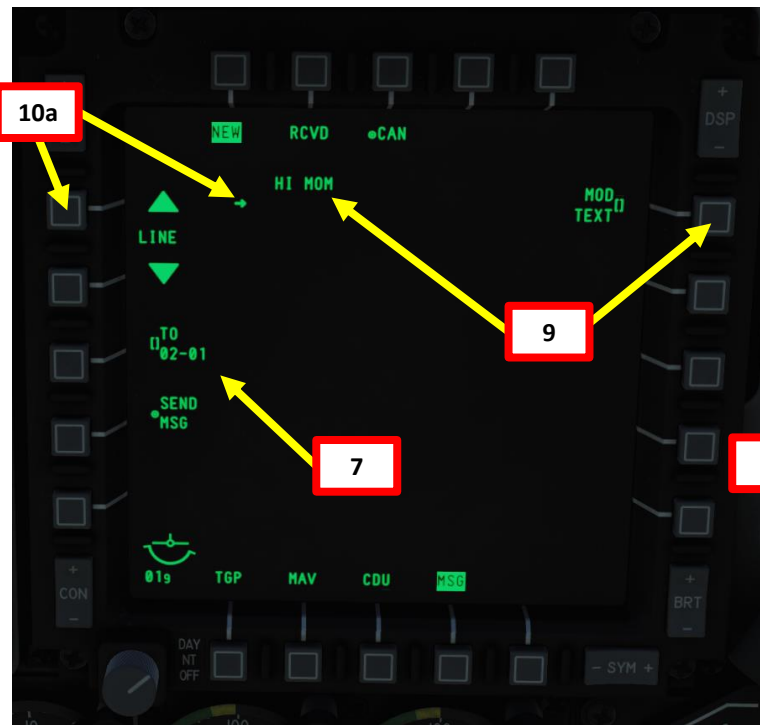 10a
+
DSP
−
NEW RCVD CAN
HI MOM
MOD
TEXT[]
LINE
9
[]TO
02-01
SEND
MSG
7
019 TGP MAV CDU MSG
+
CON
−
+
BRT
−
DAY
NT
OFF
− SYM +